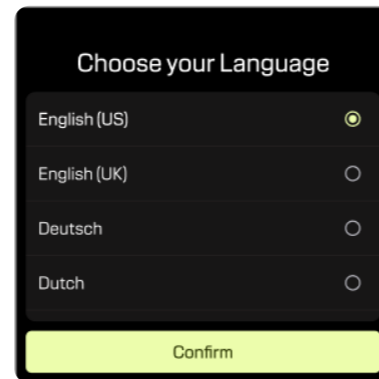 Choose your Language
English (US)
English (UK)
Deutsch
Dutch
Confirm